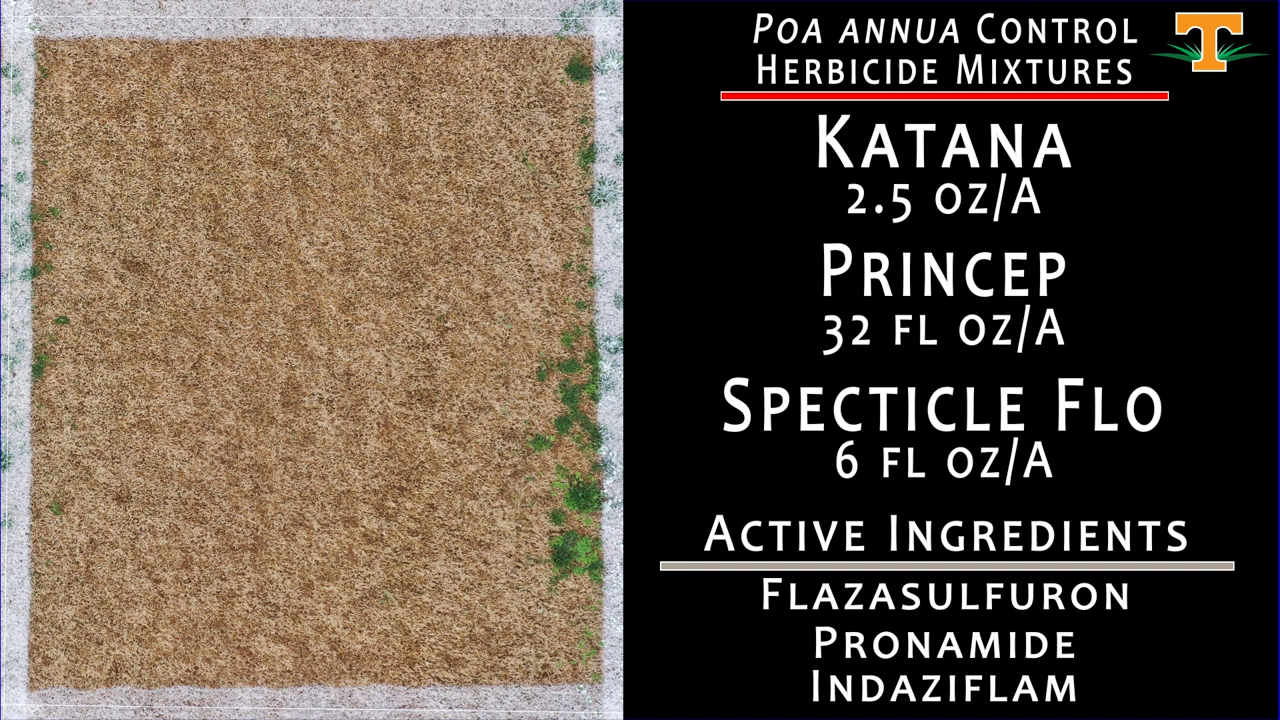 POA ANNUA CONTROL
HERBICIDE MIXTURES
T
KATANA
2.5 OZ/A
PRINCEP
32 FL OZ/A
SPECTICLE FLO
6 FL OZ/A
ACTIVE INGREDIENTS
FLAZASULFURON
PRONAMIDE
INDAZIFLAM